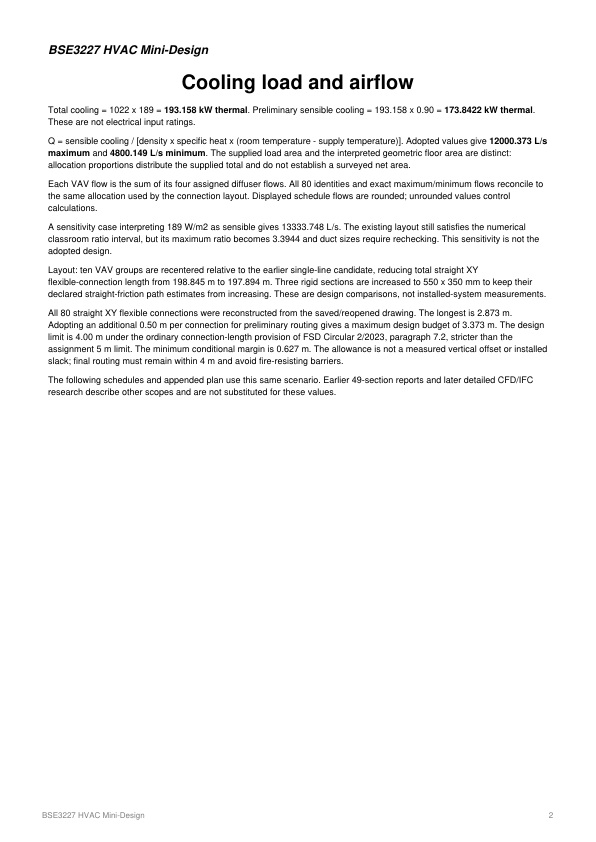 BSE3227 HVAC Mini-Design
Cooling load and airflow
Total cooling = 1022 x 189 = 193.158 kW thermal. Preliminary sensible cooling = 193.158 x 0.90 = 173.8422 kW thermal.
These are not electrical input ratings.
Q = sensible cooling / [density x specific heat x (room temperature - supply temperature)]. Adopted values give 12000.373 L/s
maximum and 4800.149 L/s minimum. The supplied load area and the interpreted geometric floor area are distinct:
allocation proportions distribute the supplied total and do not establish a surveyed net area.
Each VAV flow is the sum of its four assigned diffuser flows. All 80 identities and exact maximum/minimum flows reconcile to
the same allocation used by the connection layout. Displayed schedule flows are rounded; unrounded values control
calculations.
A sensitivity case interpreting 189 W/m2 as sensible gives 13333.748 L/s. The existing layout still satisfies the numerical
classroom ratio interval, but its maximum ratio becomes 3.3944 and duct sizes require rechecking. This sensitivity is not the
adopted design.
Layout: ten VAV groups are recentered relative to the earlier single-line candidate, reducing total straight XY
flexible-connection length from 198.845 m to 197.894 m. Three rigid sections are increased to 550 x 350 mm to keep their
declared straight-friction path estimates from increasing. These are design comparisons, not installed-system measurements.
All 80 straight XY flexible connections were reconstructed from the saved/reopened drawing. The longest is 2.873 m.
Adopting an additional 0.50 m per connection for preliminary routing gives a maximum design budget of 3.373 m. The design
limit is 4.00 m under the ordinary connection-length provision of FSD Circular 2/2023, paragraph 7.2, stricter than the
assignment 5 m limit. The minimum conditional margin is 0.627 m. The allowance is not a measured vertical offset or installed
slack; final routing must remain within 4 m and avoid fire-resisting barriers.
The following schedules and appended plan use this same scenario. Earlier 49-section reports and later detailed CFD/IFC
research describe other scopes and are not substituted for these values.
BSE3227 HVAC Mini-Design
2